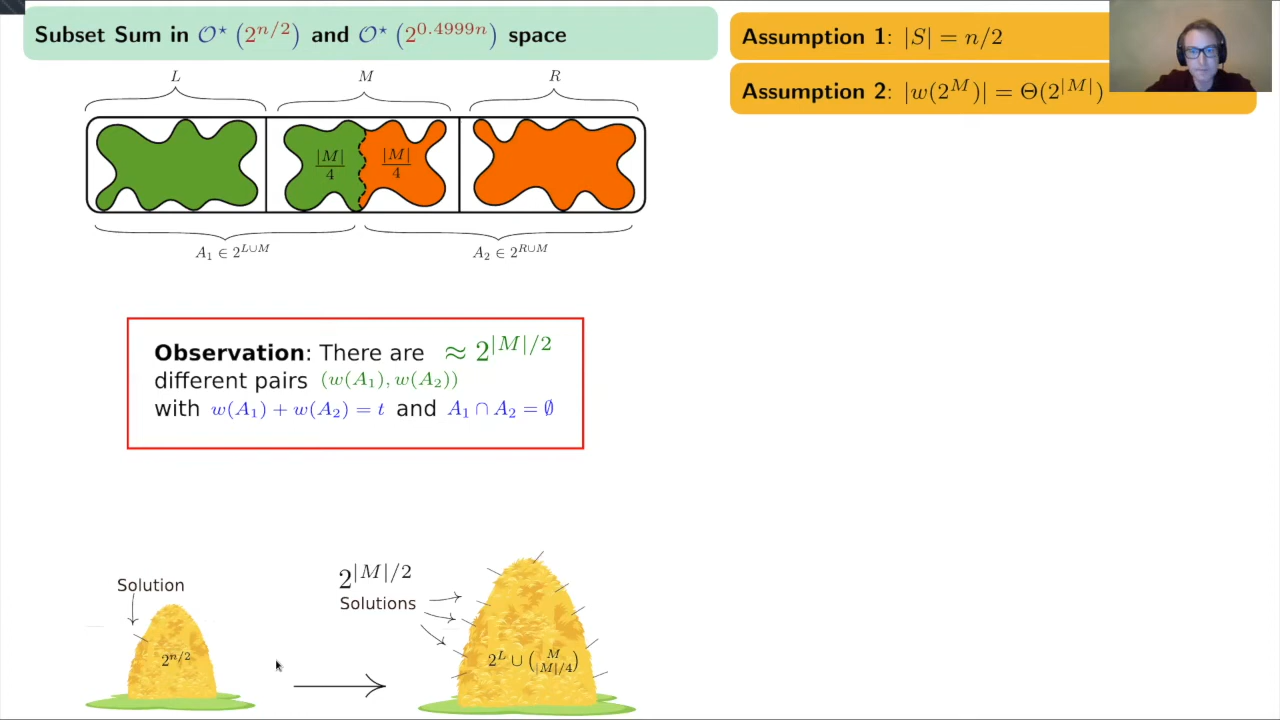 Subset Sum in 𝒪⋆ (2^{n/2}) and 𝒪⋆ (2^{0.4999n}) space
Assumption 1: |S| = n/2
Assumption 2: |w(2^M)| = Θ(2^{|M|})
L M R
|M|/4 |M|/4
A₁ ∈ 2^{L∪M} A₂ ∈ 2^{R∪M}
Observation: There are ≈ 2^{|M|/2}
different pairs (w(A₁), w(A₂))
with w(A₁) + w(A₂) = t and A₁ ∩ A₂ = ∅
Solution
2^{n/2}
2^{|M|/2}
Solutions
2^L ∪ (M |M|/4)